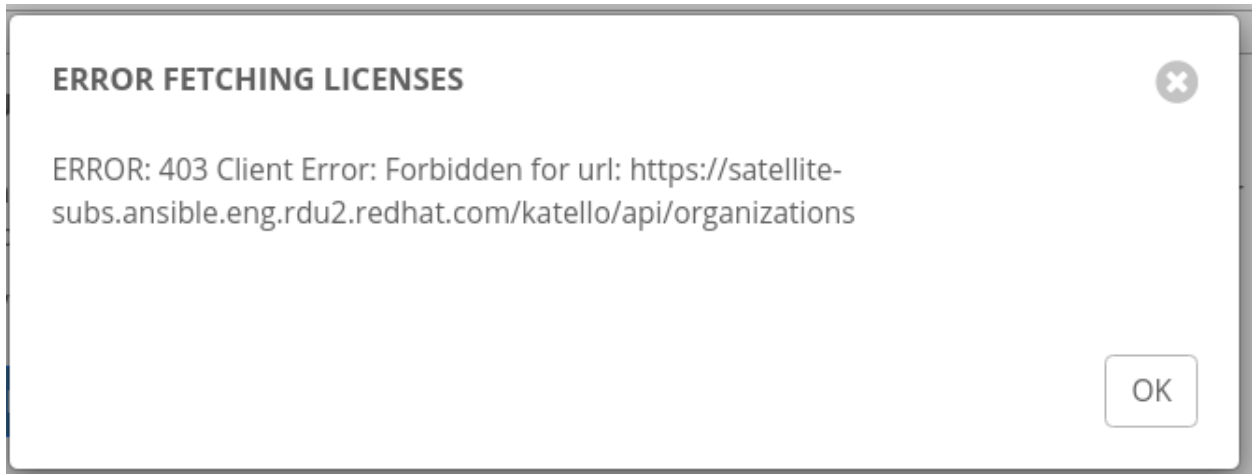 ERROR FETCHING LICENSES
ERROR: 403 Client Error: Forbidden for url: https://satellite-
subs.ansible.eng.rdu2.redhat.com/katello/api/organizations
OK